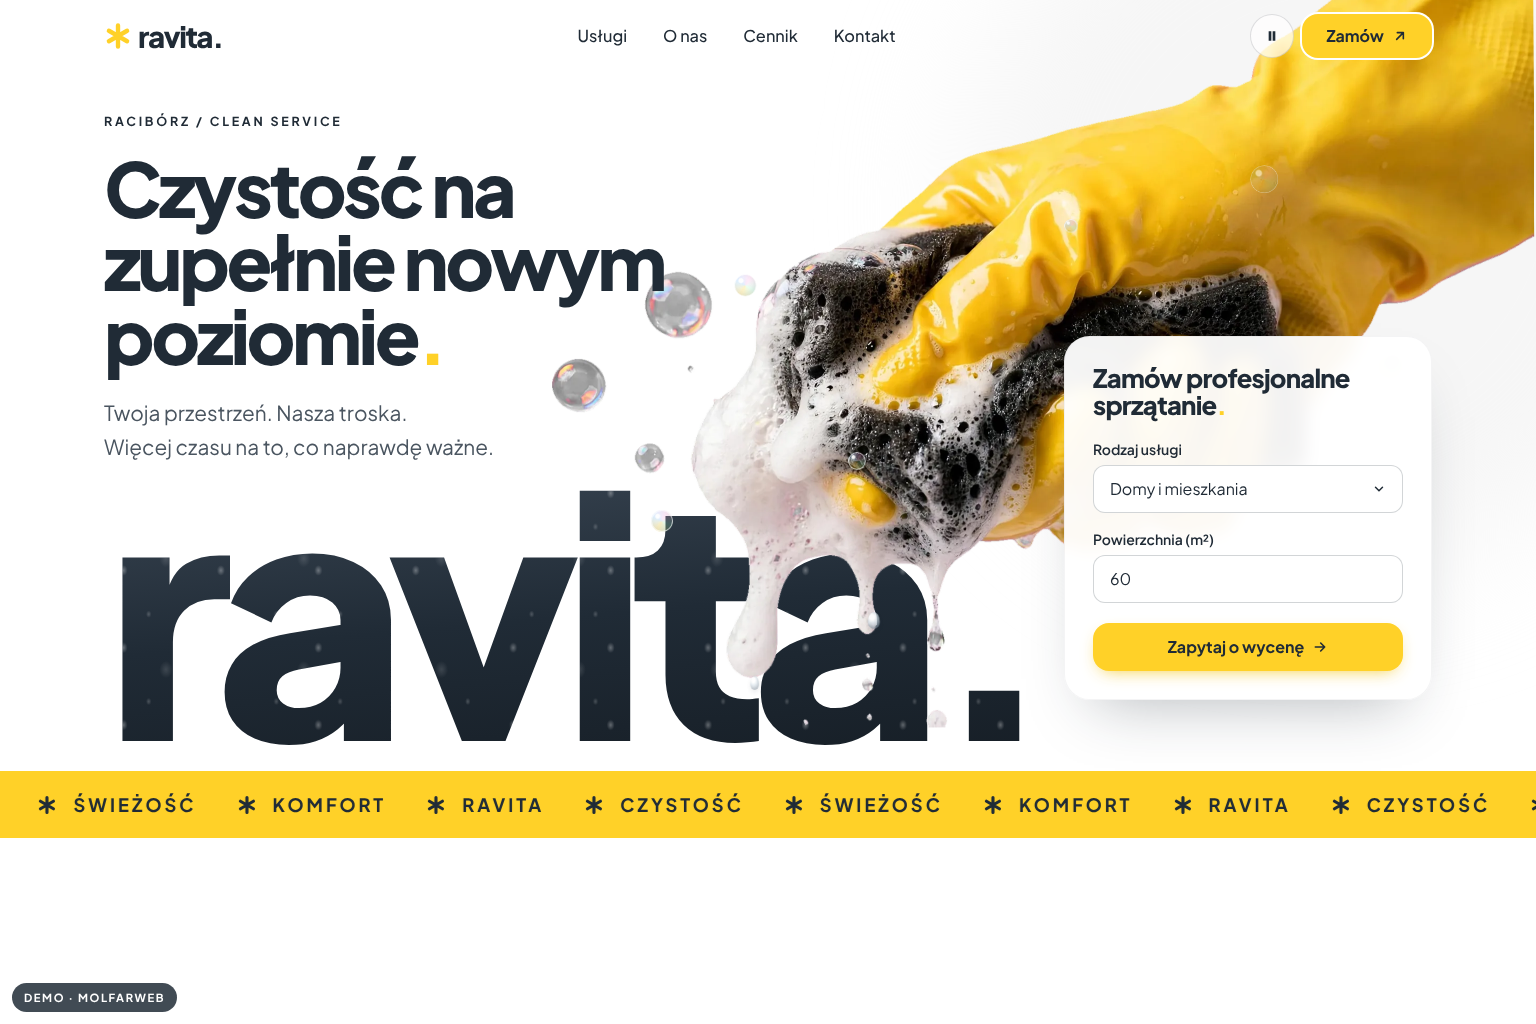 ravita.
Usługi
O nas
Cennik
Kontakt
Zamów
RACIBÓRZ / CLEAN SERVICE
Czystość na
zupełnie nowym
poziomie.
Twoja przestrzeń. Nasza troska.
Więcej czasu na to, co naprawdę ważne.
ravita.
Zamów profesjonalne
sprzątanie.
Rodzaj usługi
Domy i mieszkania
Powierzchnia (m²)
60
Zapytaj o wycenę
ŚWIEŻOŚĆ KOMFORT RAVITA CZYSTOŚĆ ŚWIEŻOŚĆ KOMFORT RAVITA CZYSTOŚĆ
DEMO · MOLFARWEB